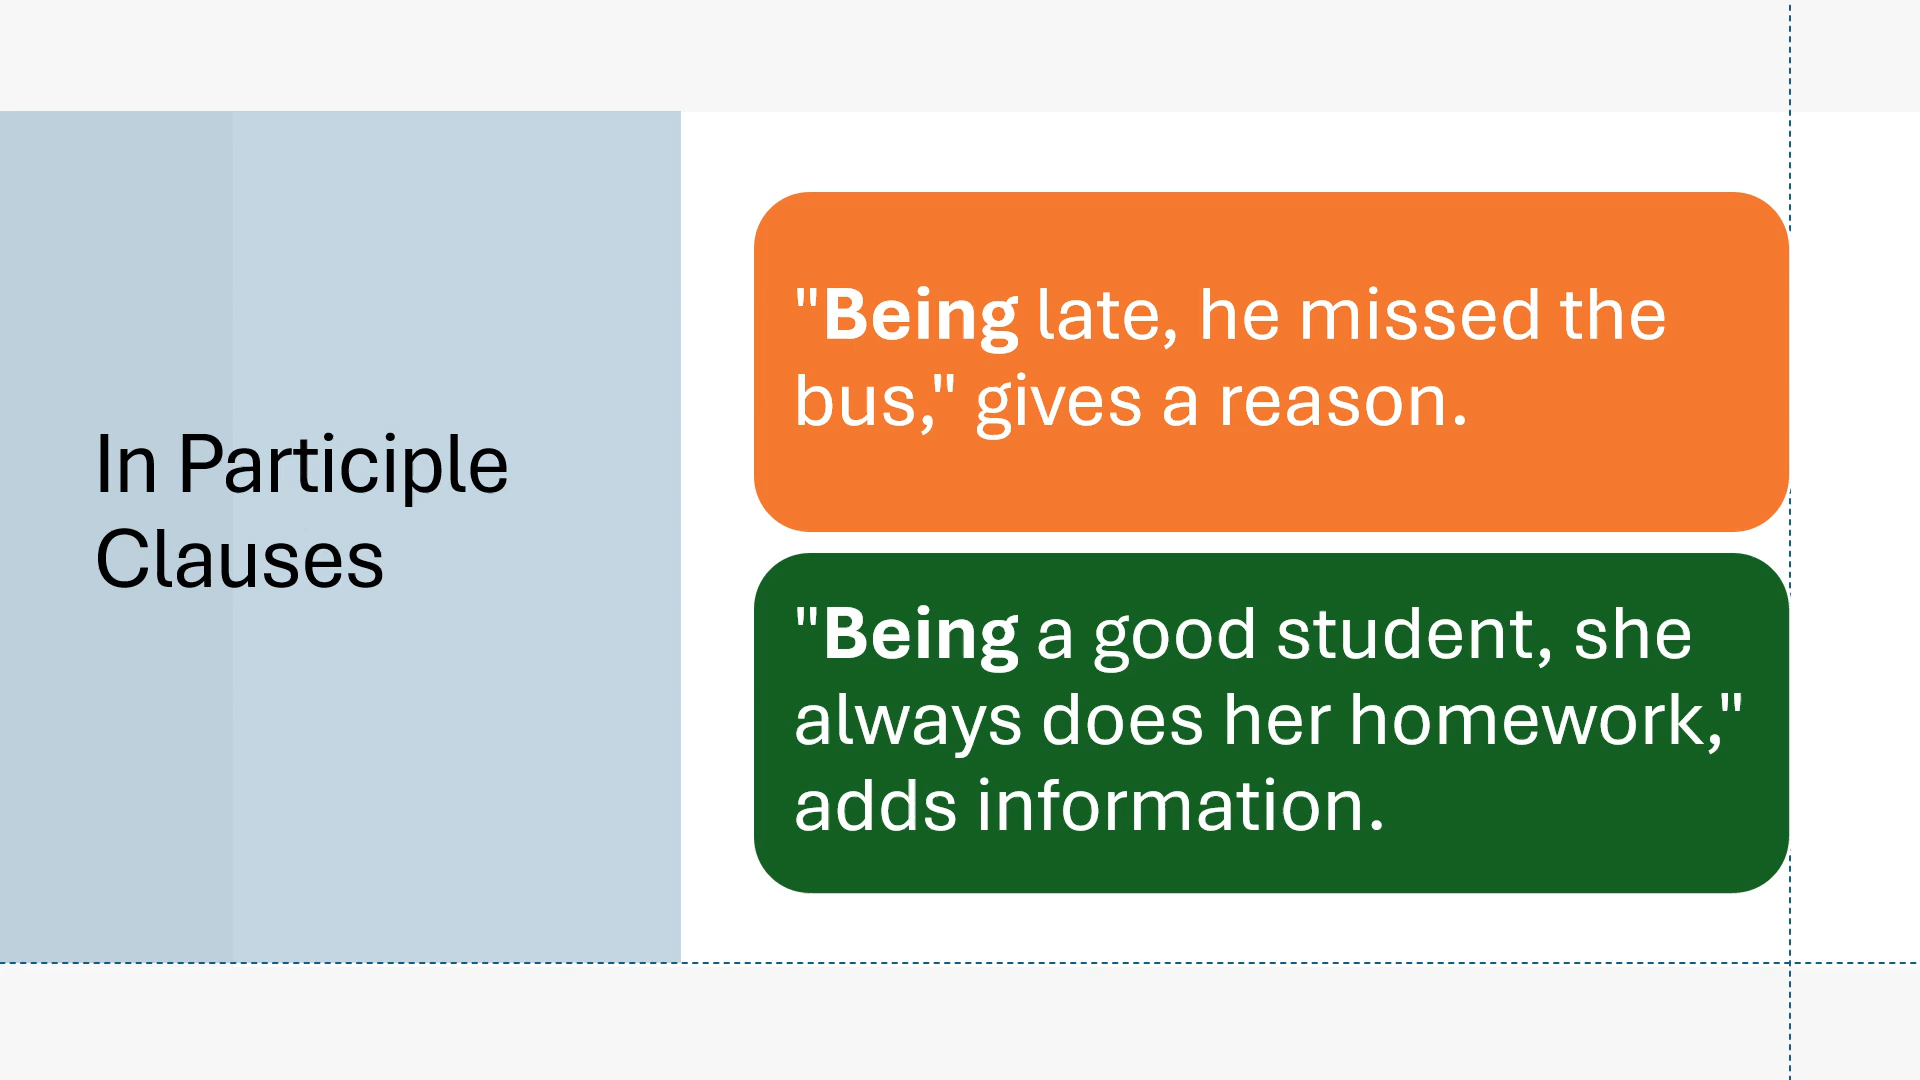 In Participle
Clauses
"Being late, he missed the
bus," gives a reason.
"Being a good student, she
always does her homework,"
adds information.